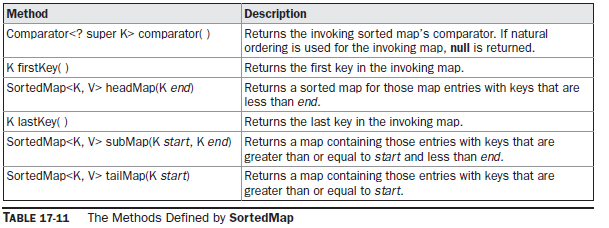 Method Description
Comparator<? super K> comparator( ) Returns the invoking sorted map's comparator. If natural
ordering is used for the invoking map, null is returned.
K firstKey( ) Returns the first key in the invoking map.
SortedMap<K, V> headMap(K end) Returns a sorted map for those map entries with keys that are
less than end.
K lastKey( ) Returns the last key in the invoking map.
SortedMap<K, V> subMap(K start, K end) Returns a map containing those entries with keys that are
greater than or equal to start and less than end.
SortedMap<K, V> tailMap(K start) Returns a map containing those entries with keys that are
greater than or equal to start.
TABLE 17-11 The Methods Defined by SortedMap